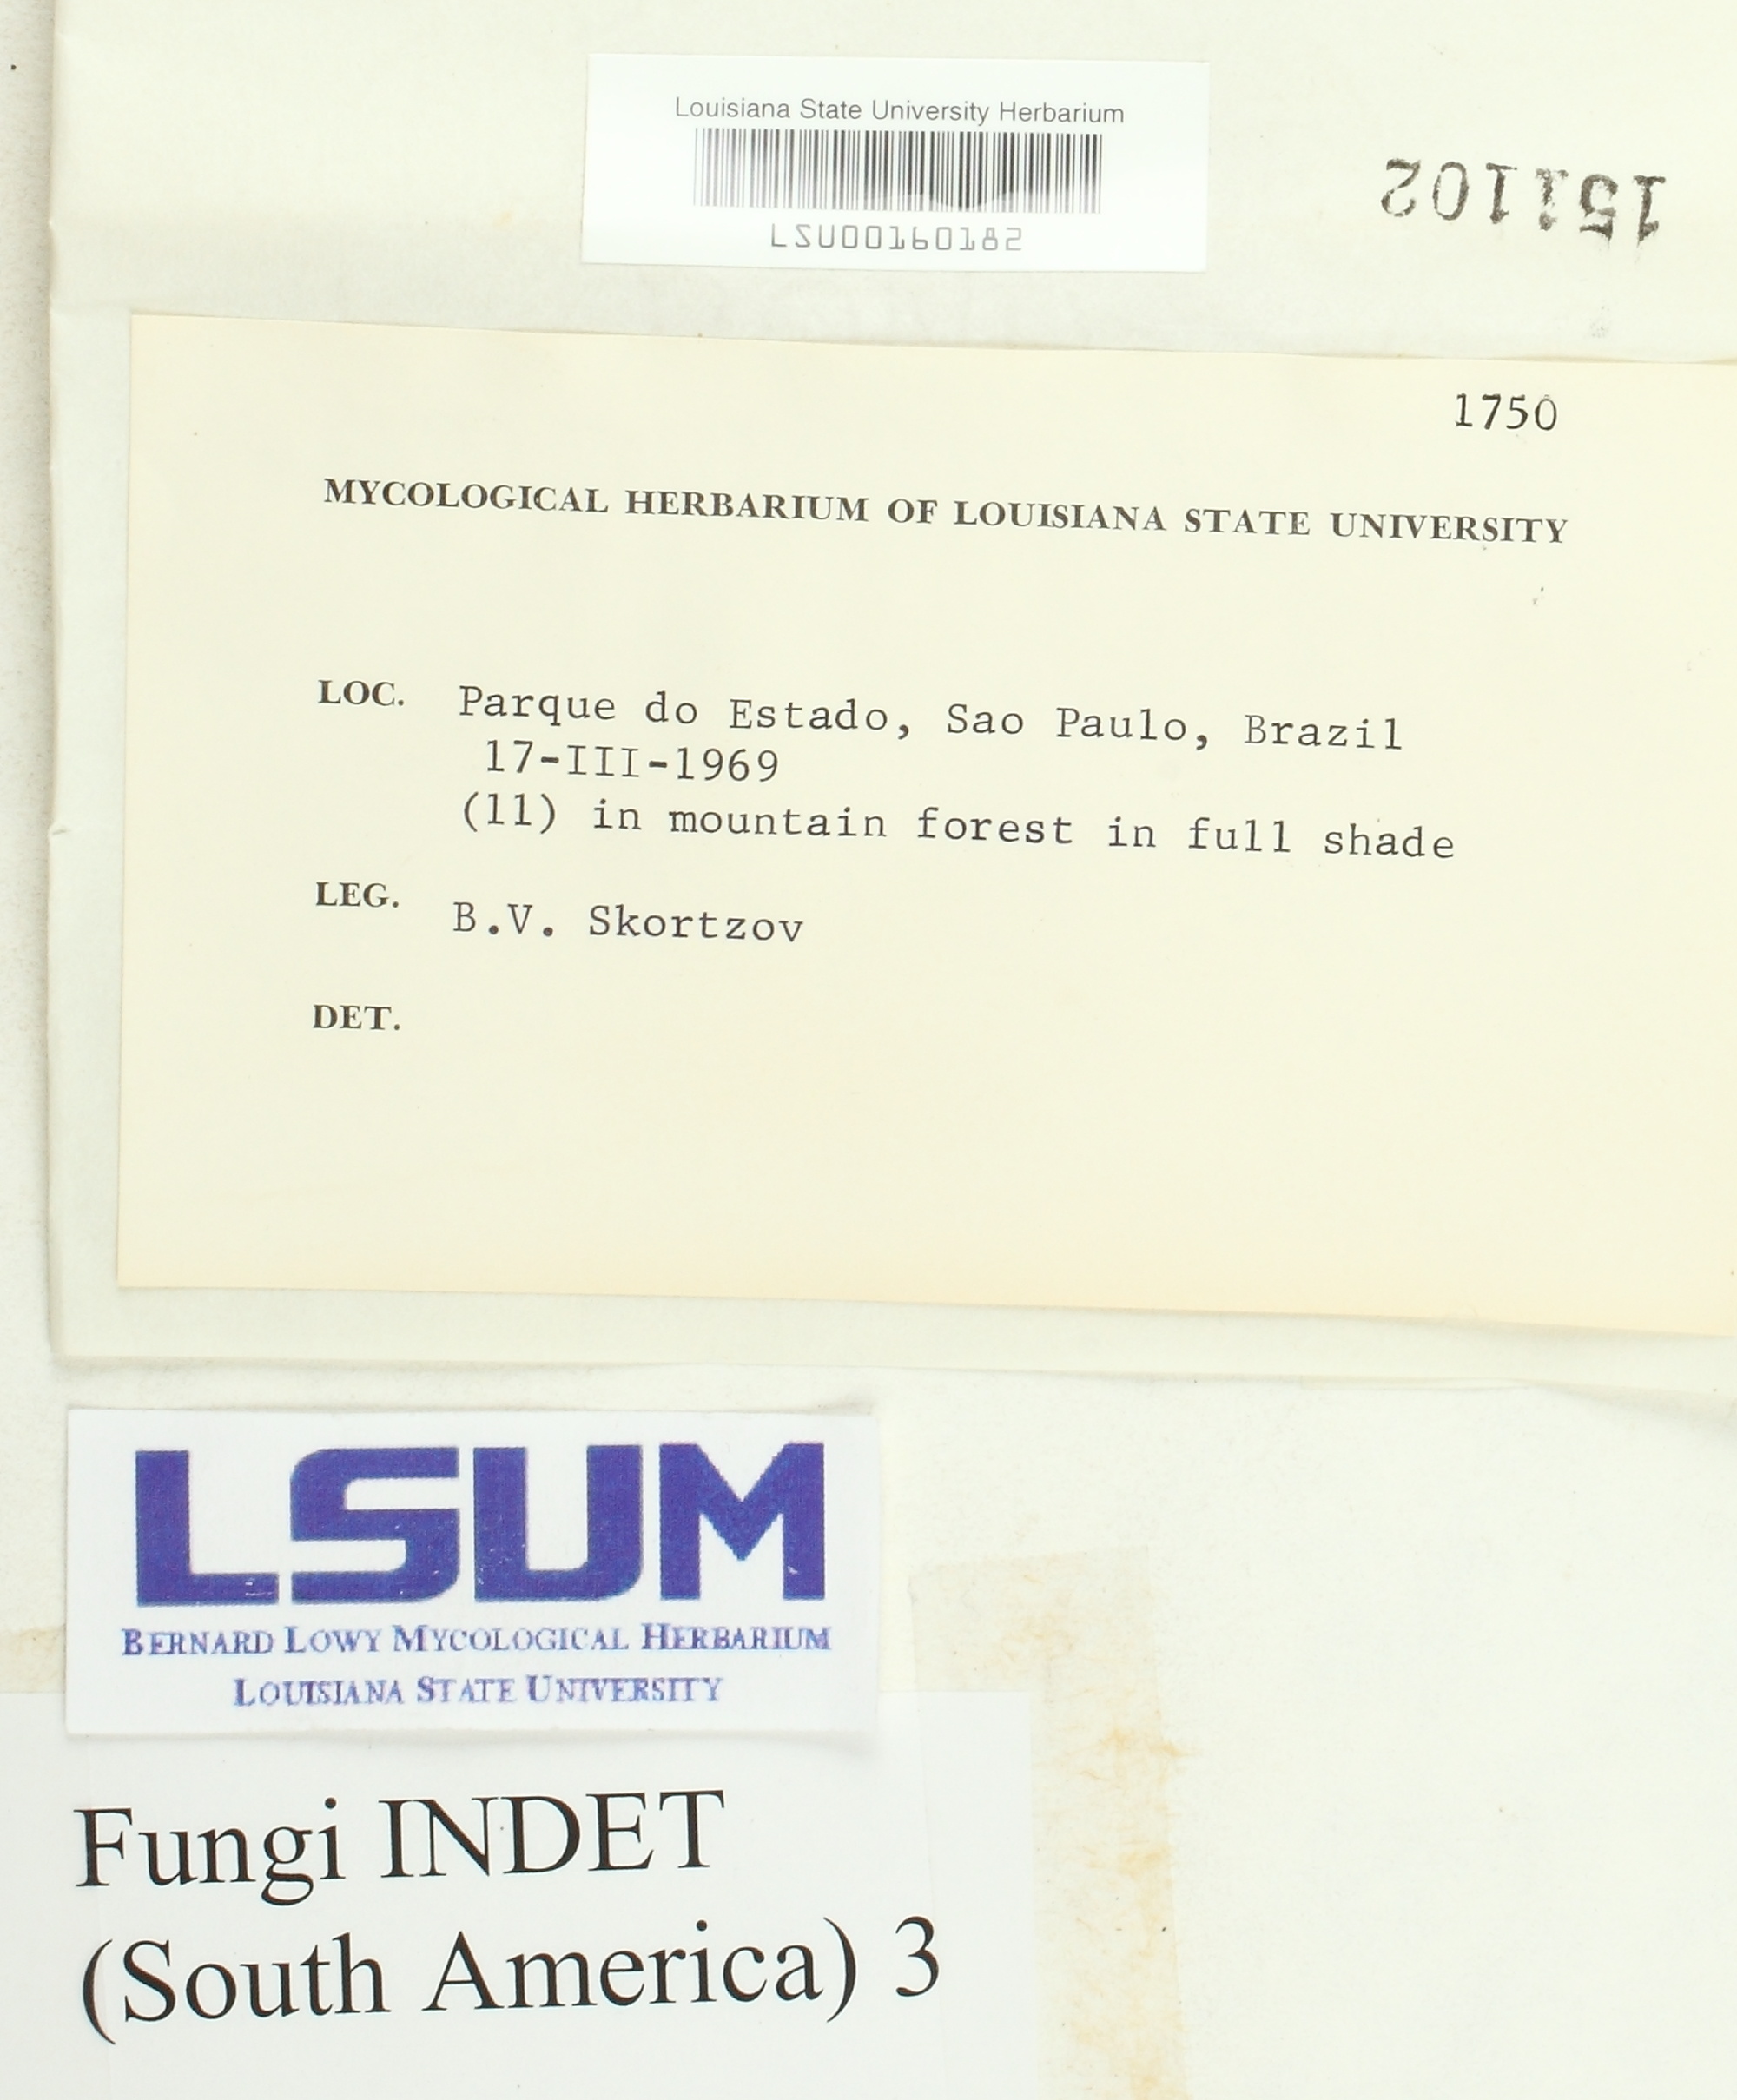 Louisiana State University Herbarium
LSU00160182
151102
1750
MYCOLOGICAL HERBARIUM OF LOUISIANA STATE UNIVERSITY
LOC. Parque do Estado, Sao Paulo, Brazil
17-III-1969
(11) in mountain forest in full shade
LEG. B.V. Skortzov
DET.
LSUM
BERNARD LOWY MYCOLOGICAL HERBARIUM
LOUISIANA STATE UNIVERSITY
Fungi INDET
(South America) 3